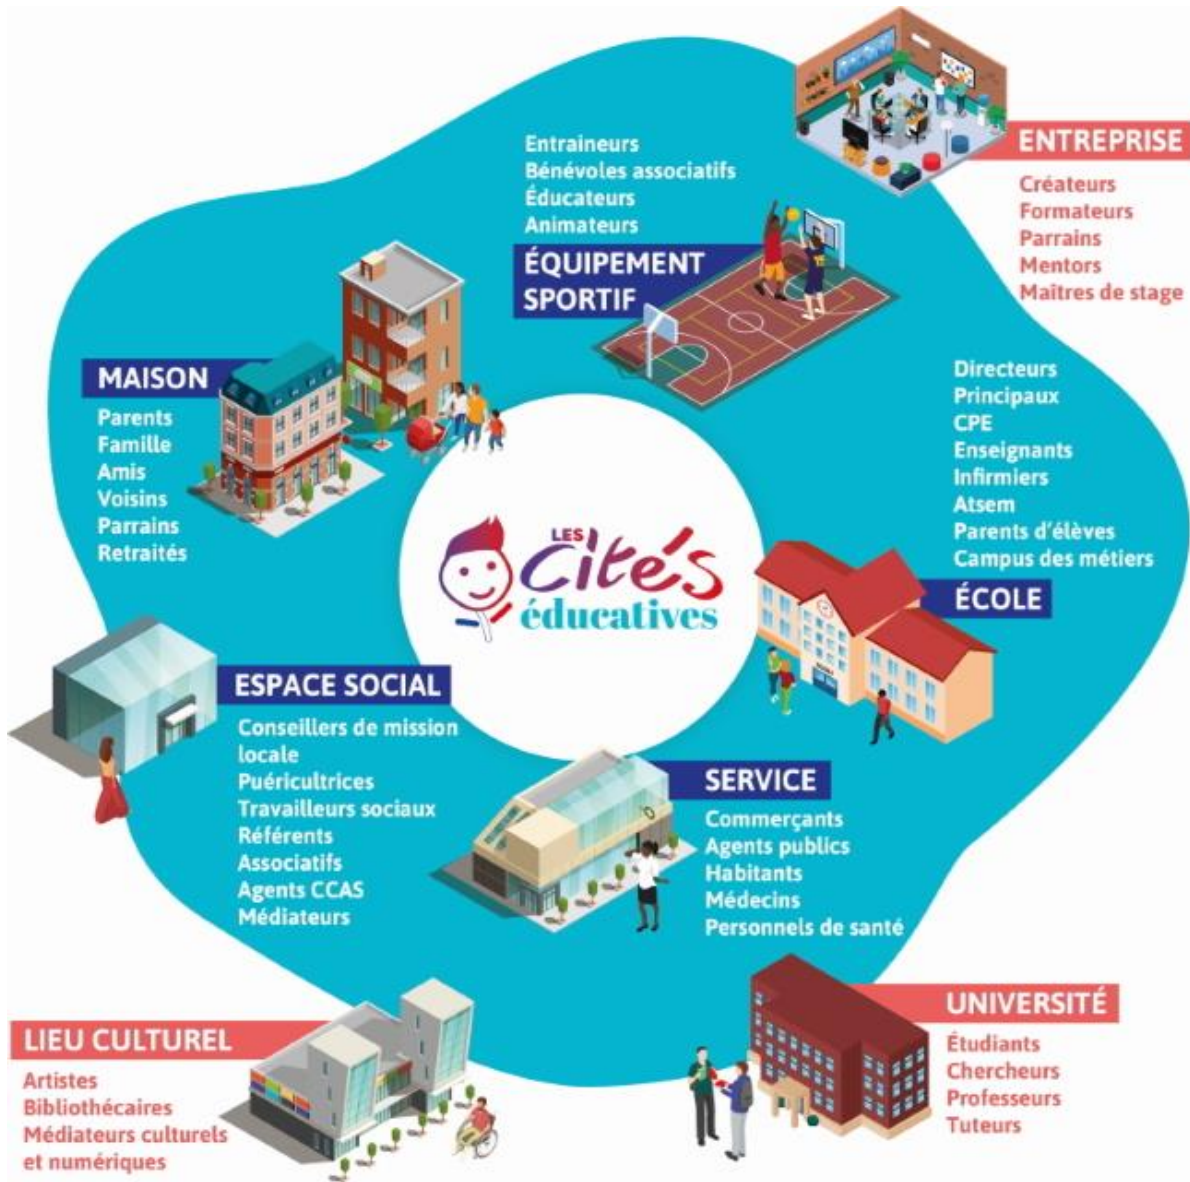 Entraineurs
Bénévoles associatifs
Éducateurs
Animateurs
ÉQUIPEMENT
SPORTIF
ENTREPRISE
Créateurs
Formateurs
Parrains
Mentors
Maîtres de stage
MAISON
Parents
Famille
Amis
Voisins
Parrains
Retraités
Directeurs
Principaux
CPE
Enseignants
Infirmiers
Atsem
Parents d'élèves
Campus des métiers
ÉCOLE
LES
Cités
éducatives
ESPACE SOCIAL
Conseillers de mission
locale
Puéricultrices
Travailleurs sociaux
Référents
Associatifs
Agents CCAS
Médiateurs
SERVICE
Commerçants
Agents publics
Habitants
Médecins
Personnels de santé
LIEU CULTUREL
Artistes
Bibliothécaires
Médiateurs culturels
et numériques
UNIVERSITÉ
Étudiants
Chercheurs
Professeurs
Tuteurs